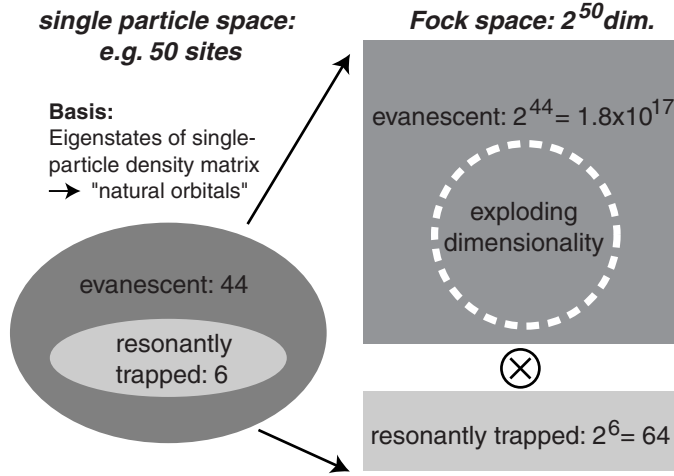 single particle space:
e.g. 50 sites
Basis:
Eigenstates of single-
particle density matrix
→ "natural orbitals"
evanescent: 44
resonantly
trapped: 6
Fock space: 2^50 dim.
evanescent: 2^44 = 1.8x10^17
exploding
dimensionality
⊗
resonantly trapped: 2^6 = 64